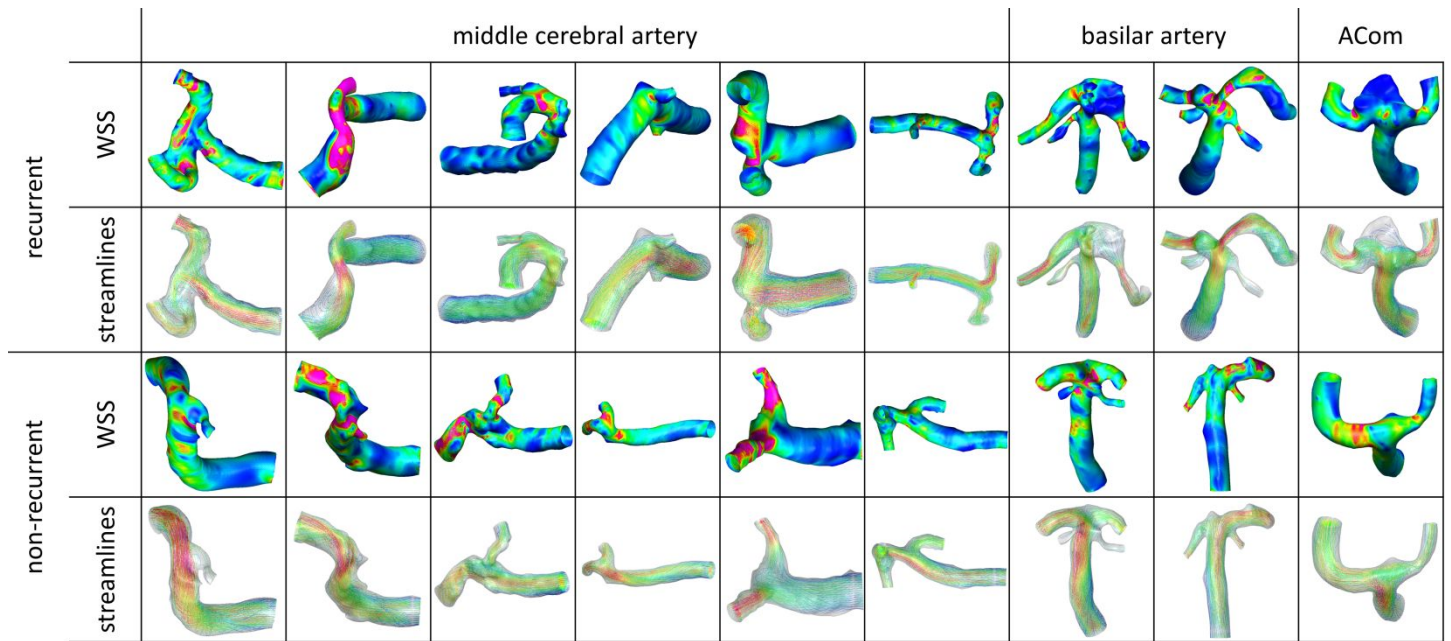 middle cerebral artery
basilar artery
ACom
recurrent
WSS
streamlines
non-recurrent
WSS
streamlines